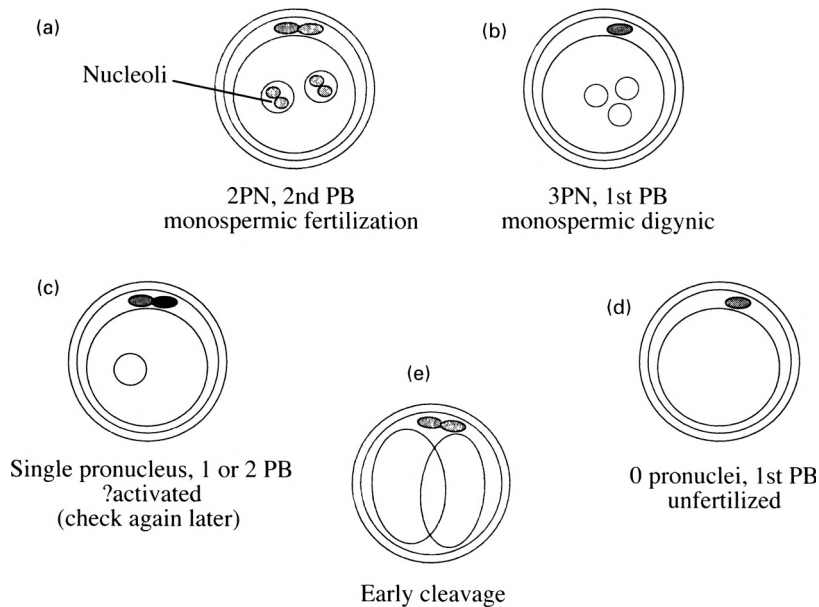 (a)
Nucleoli
2PN, 2nd PB
monospermic fertilization
(b)
3PN, 1st PB
monospermic digynic
(c)
Single pronucleus, 1 or 2 PB
?activated
(check again later)
(d)
0 pronuclei, 1st PB
unfertilized
(e)
Early cleavage